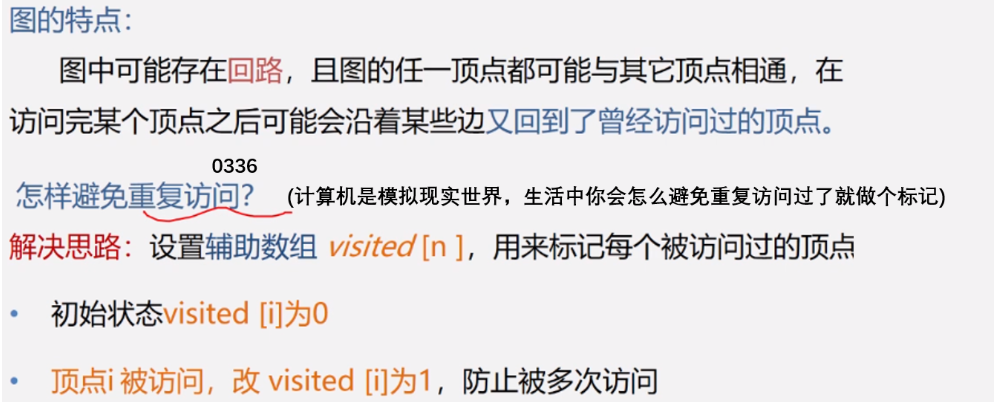 图的特点：
图中可能存在回路，且图的任一顶点都可能与其它顶点相通，在
访问完某个顶点之后可能会沿着某些边又回到了曾经访问过的顶点。
0336
怎样避免重复访问？ (计算机是模拟现实世界，生活中你会怎么避免重复访问过了就做个标记)
解决思路：设置辅助数组 visited [n ]，用来标记每个被访问过的顶点
• 初始状态visited [i]为0
• 顶点i 被访问，改 visited [i]为1，防止被多次访问